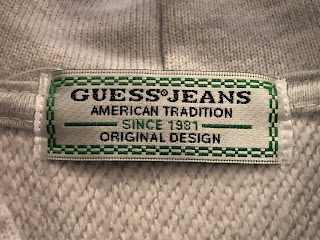 GUESS® JEANS
AMERICAN TRADITION
SINCE 1981
ORIGINAL DESIGN